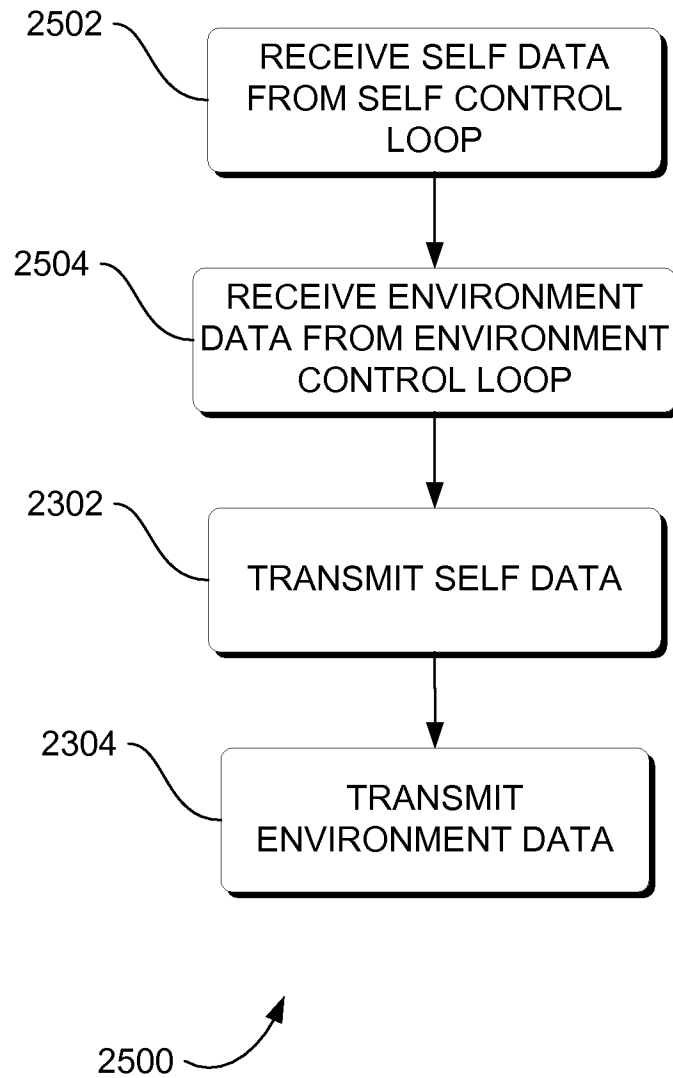 2502
RECEIVE SELF DATA
FROM SELF CONTROL
LOOP
2504
RECEIVE ENVIRONMENT
DATA FROM ENVIRONMENT
CONTROL LOOP
2302
TRANSMIT SELF DATA
2304
TRANSMIT
ENVIRONMENT DATA
2500